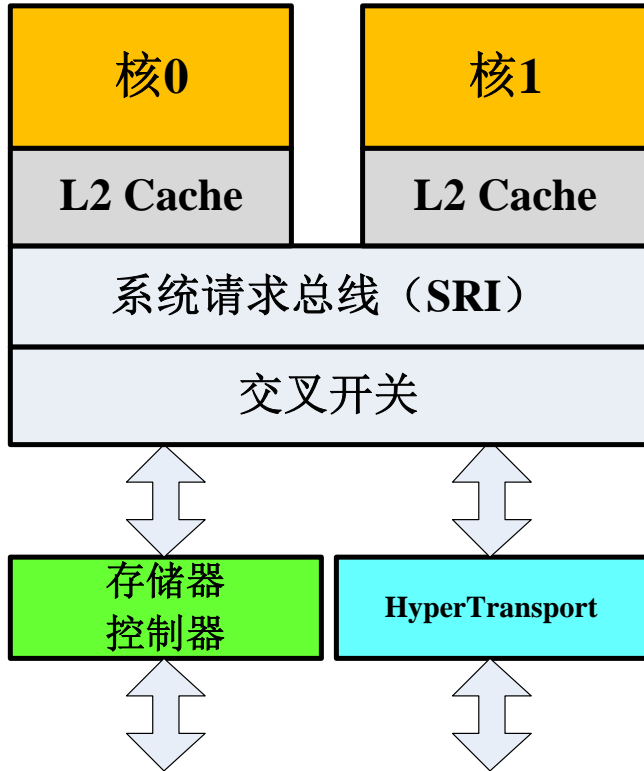 核0
核1
L2 Cache
L2 Cache
系统请求总线（SRI）
交叉开关
存储器
控制器
HyperTransport